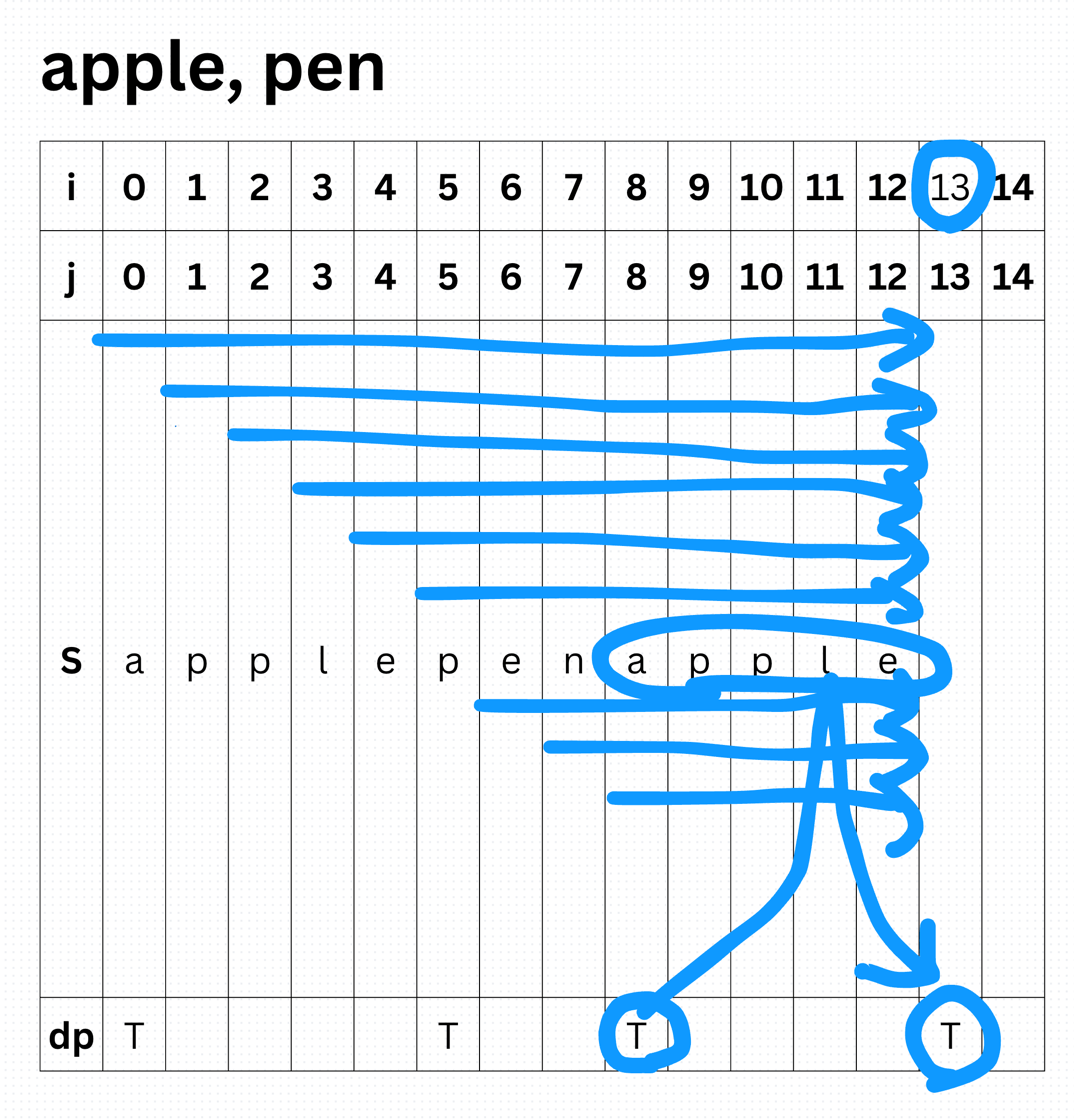 apple, pen
i 0 1 2 3 4 5 6 7 8 9 10 11 12 13 14
j 0 1 2 3 4 5 6 7 8 9 10 11 12 13 14
S a p p l e p e n a p p l e
dp T T T T